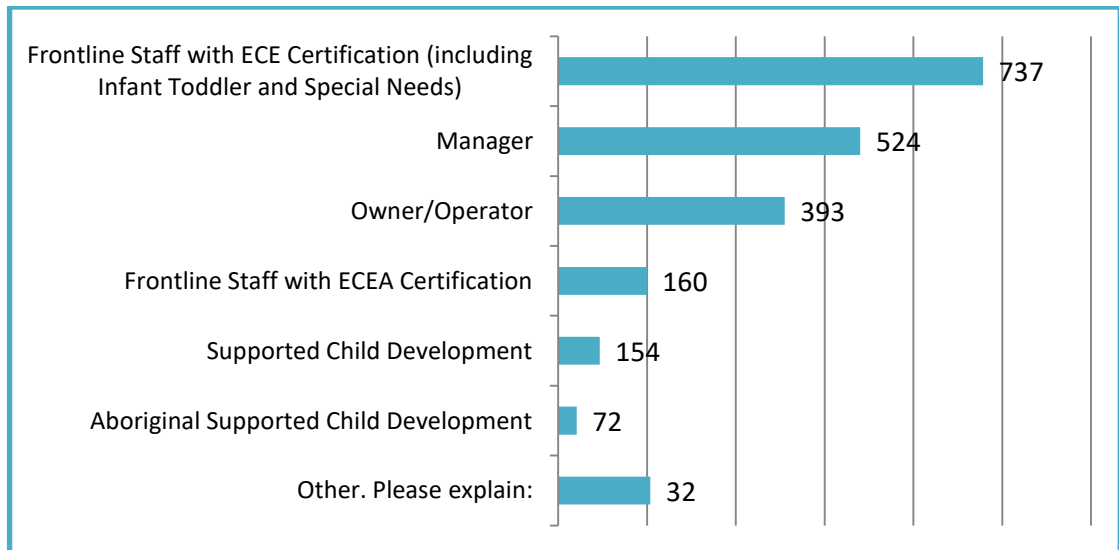 Frontline Staff with ECE Certification (including
Infant Toddler and Special Needs)
737
Manager
524
Owner/Operator
393
Frontline Staff with ECEA Certification
160
Supported Child Development
154
Aboriginal Supported Child Development
72
Other. Please explain:
32